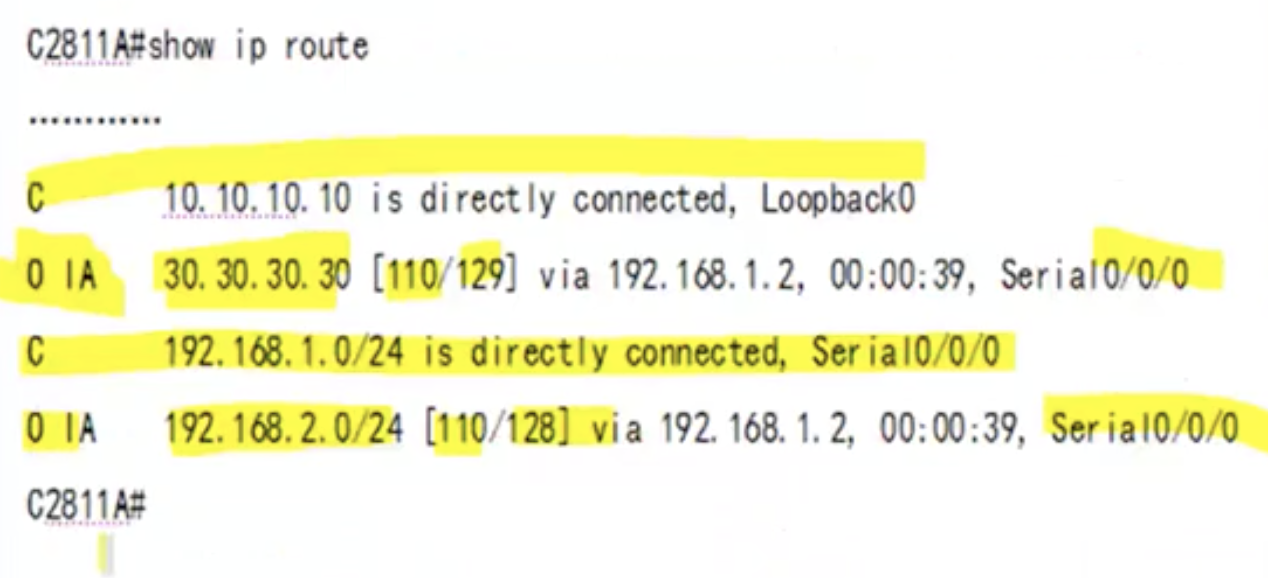 C2811A#show ip route
…………
C 10.10.10.10 is directly connected, Loopback0
O IA 30.30.30.30 [110/129] via 192.168.1.2, 00:00:39, Serial0/0/0
C 192.168.1.0/24 is directly connected, Serial0/0/0
O IA 192.168.2.0/24 [110/128] via 192.168.1.2, 00:00:39, Serial0/0/0
C2811A#